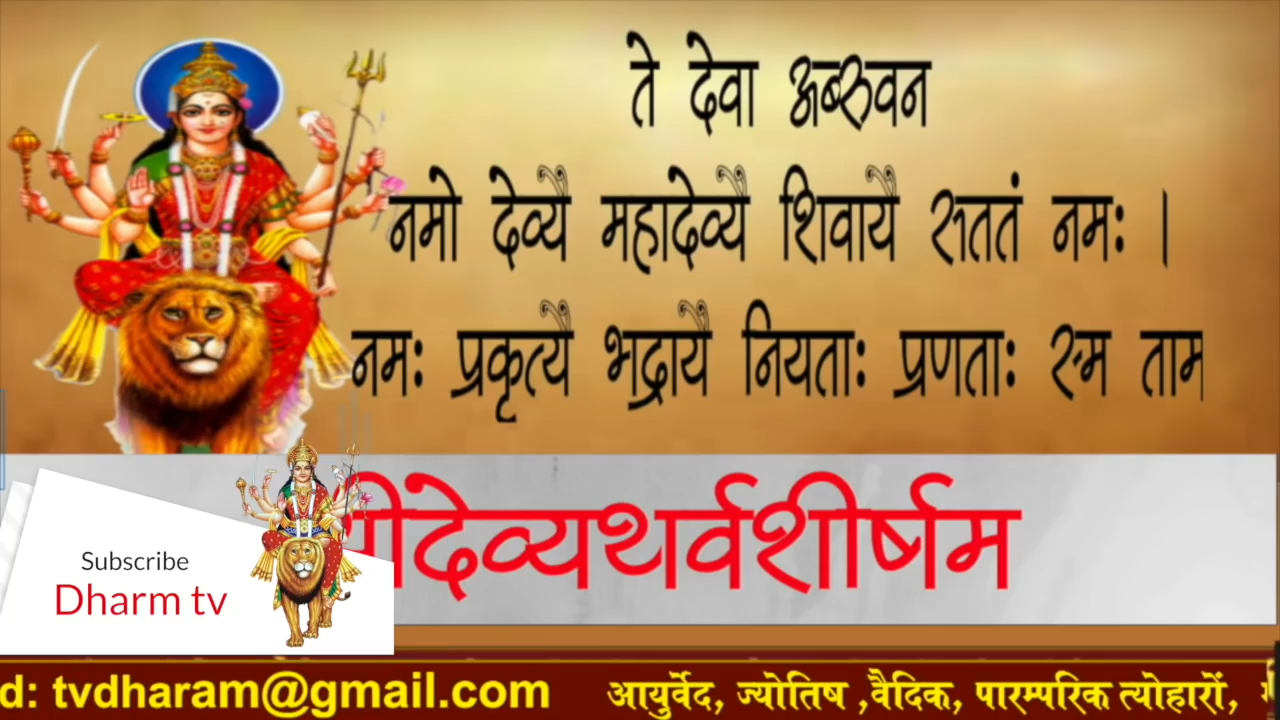 ते देवा अब्रुवन
नमो देव्यै महादेव्यै शिवायै सततं नमः ।
नमः प्रकृत्यै भद्रायै नियताः प्रणताः स्म ताम
श्रीदेव्यथर्वशीर्षम
Subscribe
Dharm tv
d: tvdharam@gmail.com आयुर्वेद, ज्योतिष ,वैदिक, पारम्परिक त्योहारों,